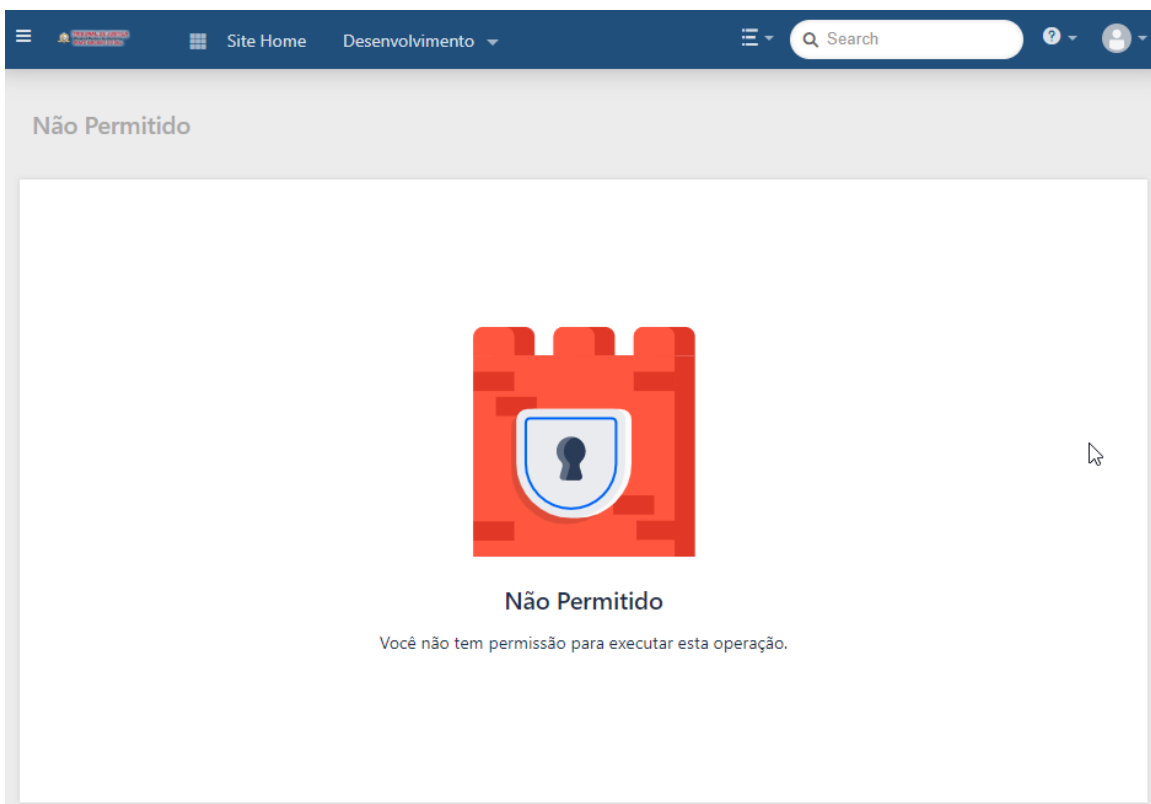 Site Home
Desenvolvimento
Search
?
Não Permitido
Não Permitido
Você não tem permissão para executar esta operação.